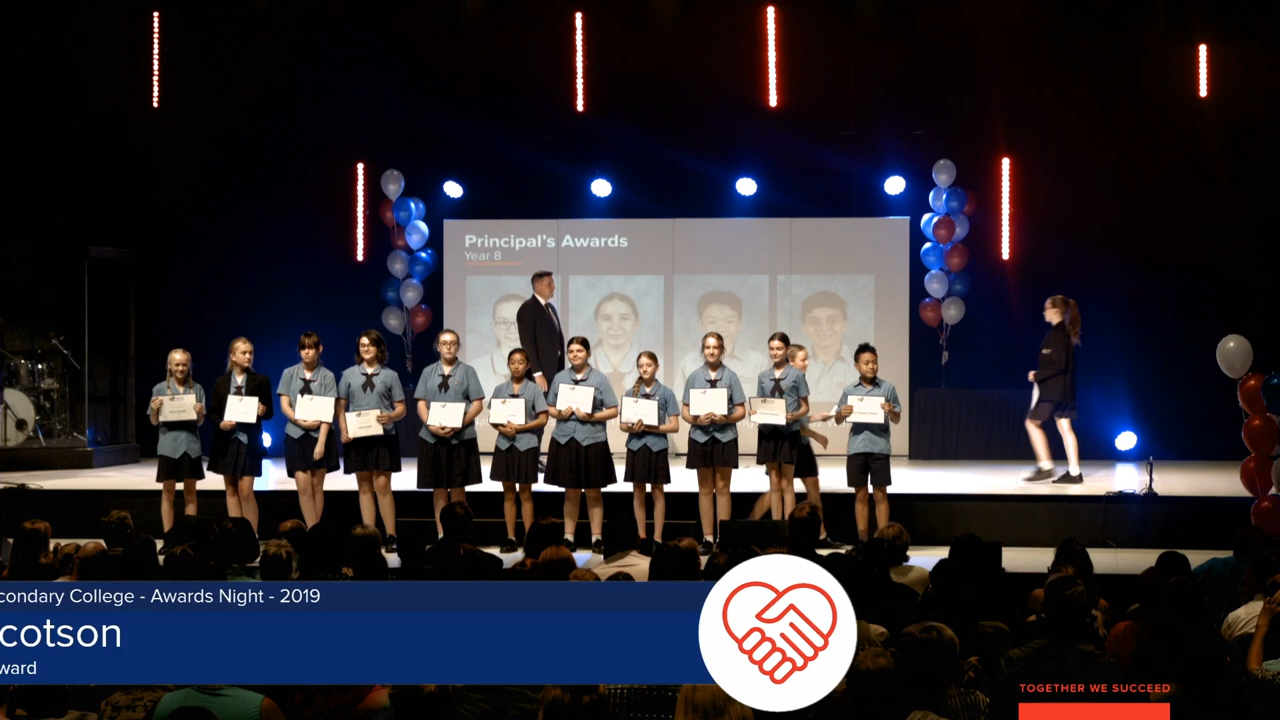 Principal's Awards
Year 8
condary College - Awards Night - 2019
cotson
ward
TOGETHER WE SUCCEED